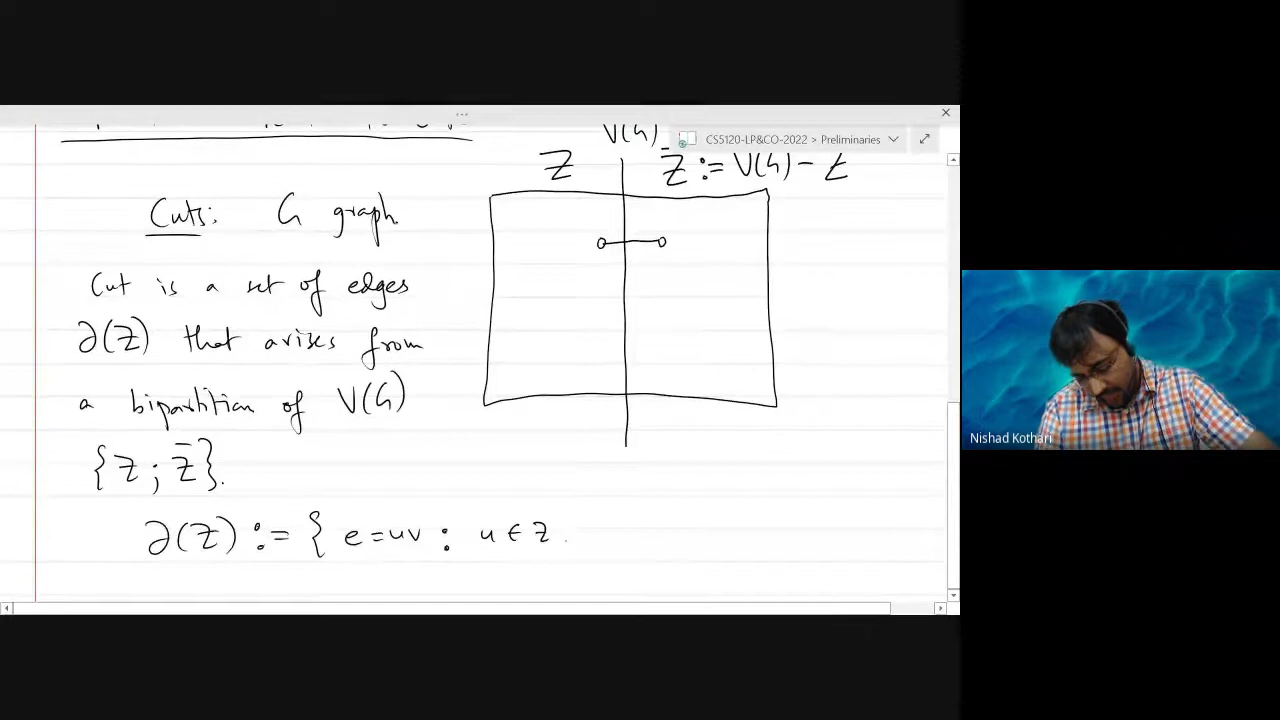 V(G)
CS5120-LP&CO-2022 > Preliminaries
Z
Z̄ := V(G) - Z
Cuts: G graph
Cut is a set of edges
∂(Z) that arises from
a bipartition of V(G)
{Z ; Z̄}.
∂(Z) := { e = uv : u ∈ Z
Nishad Kothari